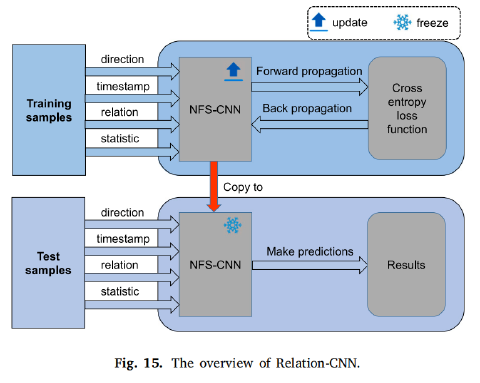 update
freeze
direction
timestamp
relation
statistic
Training
samples
NFS-CNN
Forward propagation
Back propagation
Cross
entropy
loss
function
Copy to
direction
timestamp
relation
statistic
Test
samples
NFS-CNN
Make predictions
Results
Fig. 15. The overview of Relation-CNN.